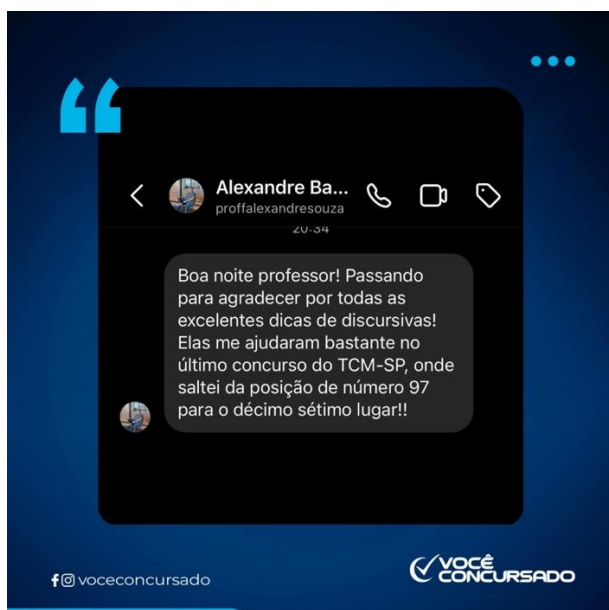 Alexandre Ba...
proffalexandresouza
20:34
Boa noite professor! Passando
para agradecer por todas as
excelentes dicas de discursivas!
Elas me ajudaram bastante no
último concurso do TCM-SP, onde
saltei da posição de número 97
para o décimo sétimo lugar!!
voceconcursado
VOCÊ
CONCURSADO